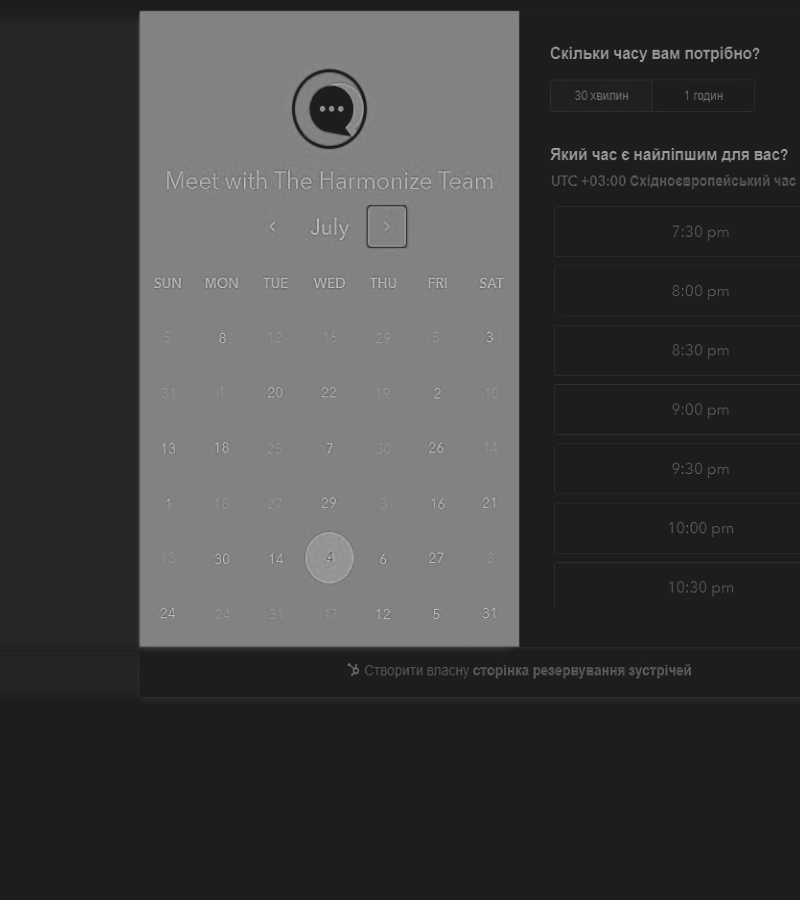 Meet with The Harmonize Team
July
SUN MON TUE WED THU FRI SAT
5 8 12 16 29 5 3
31 1 20 22 19 2 10
13 18 25 7 30 26 14
1 18 27 29 3 16 21
13 30 14 4 6 27 8
24 24 31 17 12 5 31
Скільки часу вам потрібно?
30 хвилин 1 годин
Який час є найліпшим для вас?
UTC +03:00 Східноєвропейський час
7:30 pm
8:00 pm
8:30 pm
9:00 pm
9:30 pm
10:00 pm
10:30 pm
Створити власну сторінка резервування зустрічей